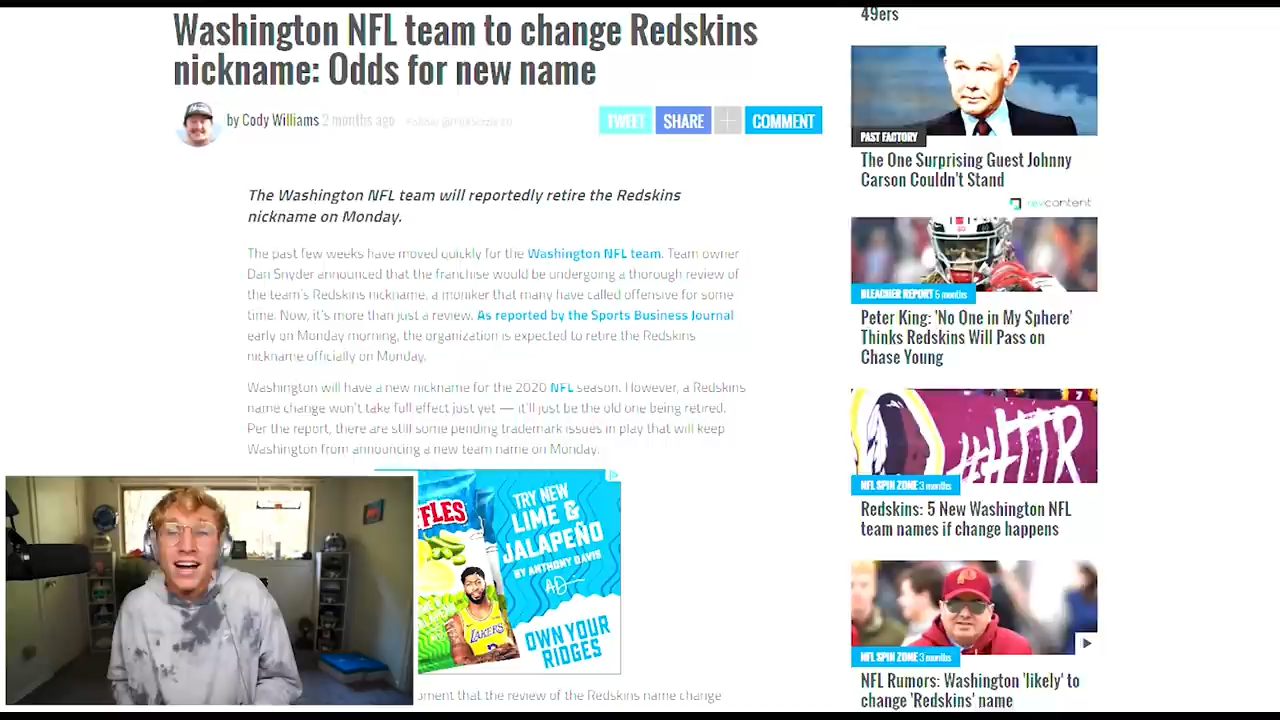 Washington NFL team to change Redskins
nickname: Odds for new name
by Cody Williams 2 months ago
TWEET
SHARE
COMMENT
The Washington NFL team will reportedly retire the Redskins
nickname on Monday.
The past few weeks have moved quickly for the Washington NFL team. Team owner
Dan Snyder announced that the franchise would be undergoing a thorough review of
the team's Redskins nickname, a moniker that many have called offensive for some
time. Now, it's more than just a review. As reported by the Sports Business Journal
early on Monday morning, the organization is expected to retire the Redskins
nickname officially on Monday.
Washington will have a new nickname for the 2020 NFL season. However, a Redskins
name change won't take full effect just yet — it'll just be the old one being retired.
Per the report, there are still some pending trademark issues in play that will keep
Washington from announcing a new team name on Monday.
FFLES
TRY NEW
LIME &
JALAPEÑO
BY ANTHONY DAVIS
AD
LAKERS
OWN YOUR
RIDGES
ment that the review of the Redskins name change
49ers
PAST FACTORY
The One Surprising Guest Johnny
Carson Couldn't Stand
revcontent
BLEACHER REPORT 6 months
Peter King: 'No One in My Sphere'
Thinks Redskins Will Pass on
Chase Young
#HTTR
NFL SPIN ZONE 3 months
Redskins: 5 New Washington NFL
team names if change happens
NFL SPIN ZONE 3 months
NFL Rumors: Washington 'likely' to
change 'Redskins' name